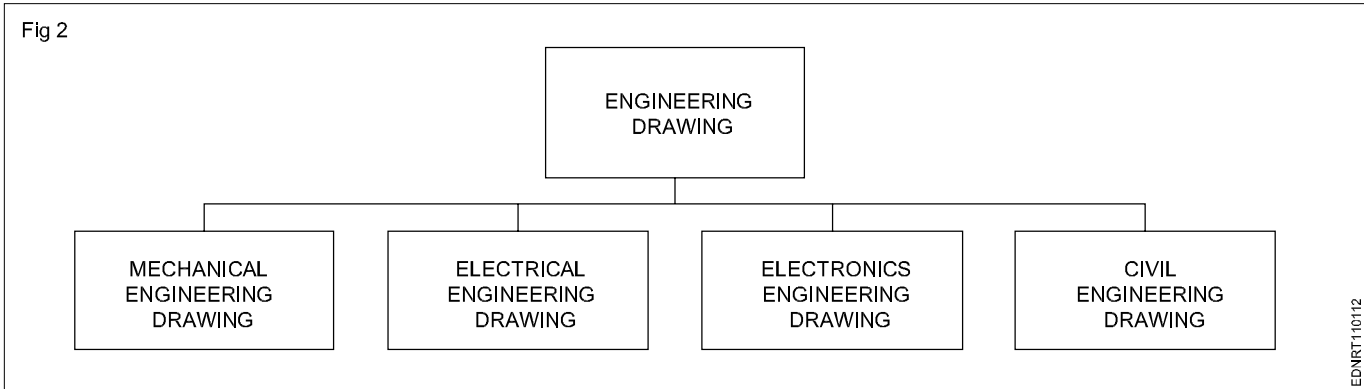 Fig 2
ENGINEERING
DRAWING
MECHANICAL
ENGINEERING
DRAWING
ELECTRICAL
ENGINEERING
DRAWING
ELECTRONICS
ENGINEERING
DRAWING
CIVIL
ENGINEERING
DRAWING
EDNRT110112